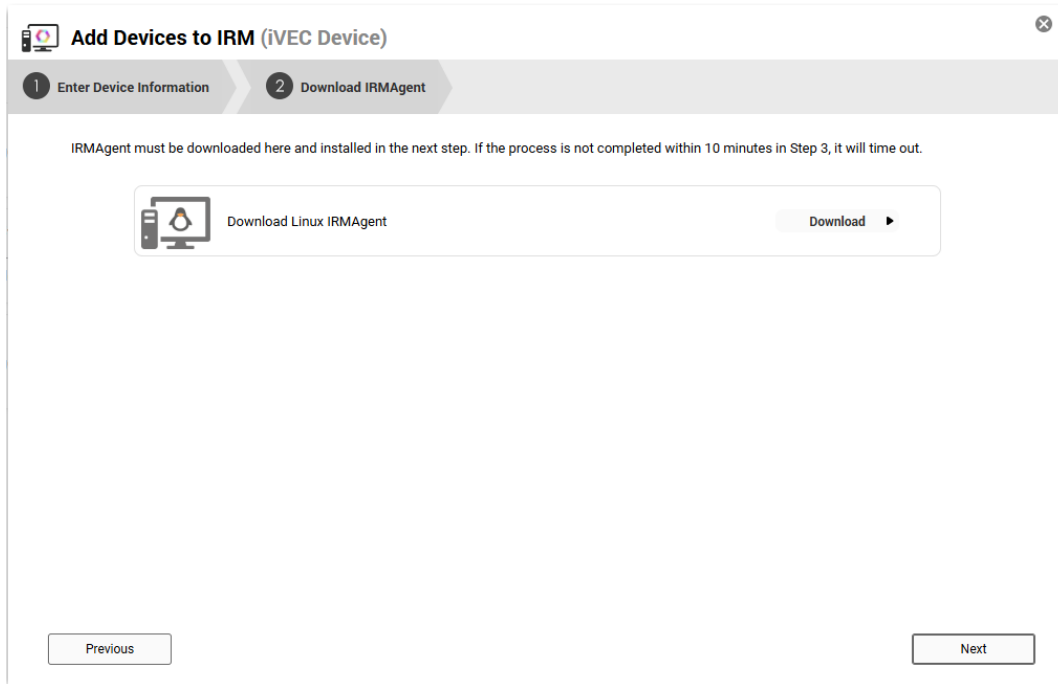 Add Devices to IRM (iVEC Device)
1 Enter Device Information
2 Download IRMAgent
IRMAgent must be downloaded here and installed in the next step. If the process is not completed within 10 minutes in Step 3, it will time out.
Download Linux IRMAgent
Download
Previous
Next